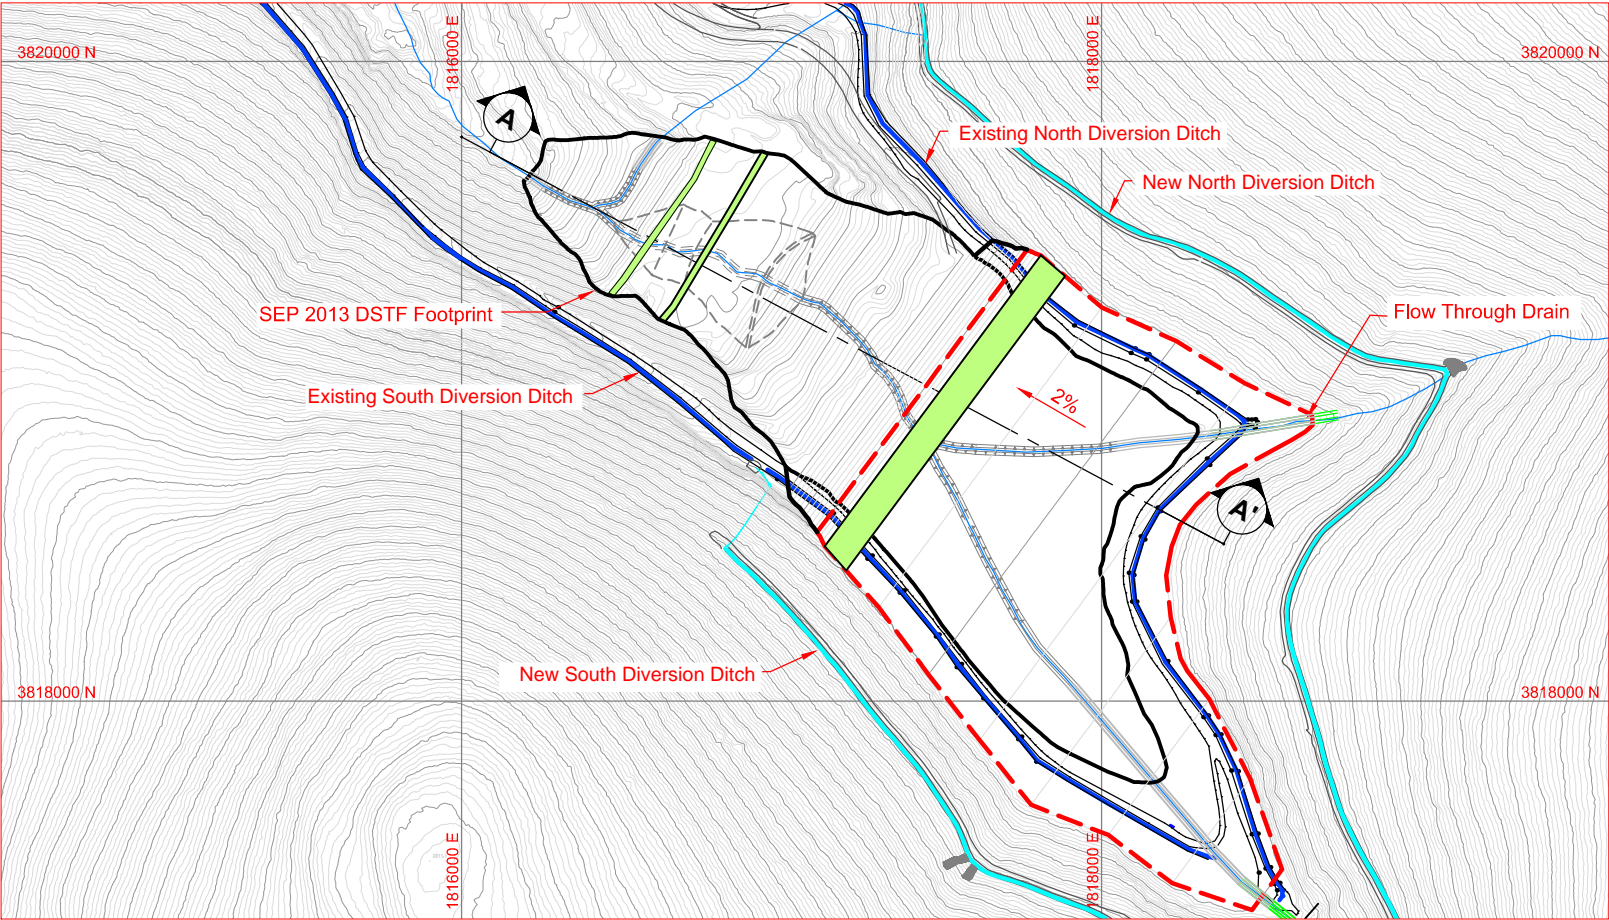 1816000 E
1818000 E
3820000 N
3820000 N
A
Existing North Diversion Ditch
New North Diversion Ditch
SEP 2013 DSTF Footprint
Flow Through Drain
Existing South Diversion Ditch
2%
A'
New South Diversion Ditch
3818000 N
3818000 N
1816000 E
1818000 E